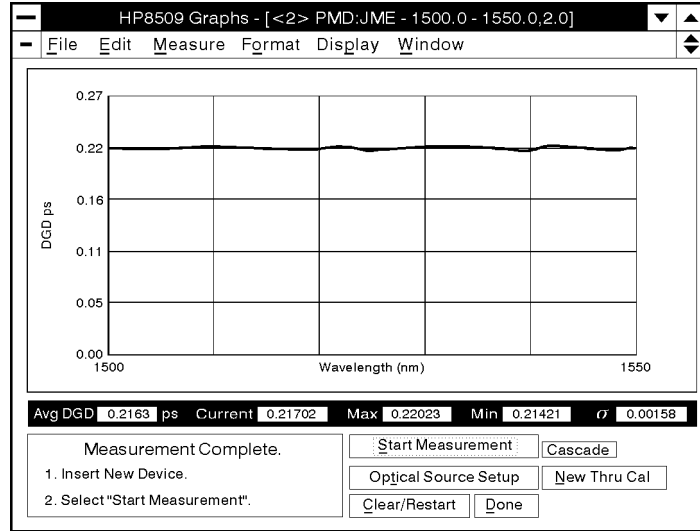 HP8509 Graphs - [<2> PMD:JME - 1500.0 - 1550.0,2.0]
File Edit Measure Format Display Window
0.27
0.22
0.16
0.11
0.05
0.00
DGD ps
1500 Wavelength (nm) 1550
Avg DGD 0.2163 ps Current 0.21702 Max 0.22023 Min 0.21421 σ 0.00158
Measurement Complete.
1. Insert New Device.
2. Select "Start Measurement".
Start Measurement Cascade
Optical Source Setup New Thru Cal
Clear/Restart Done